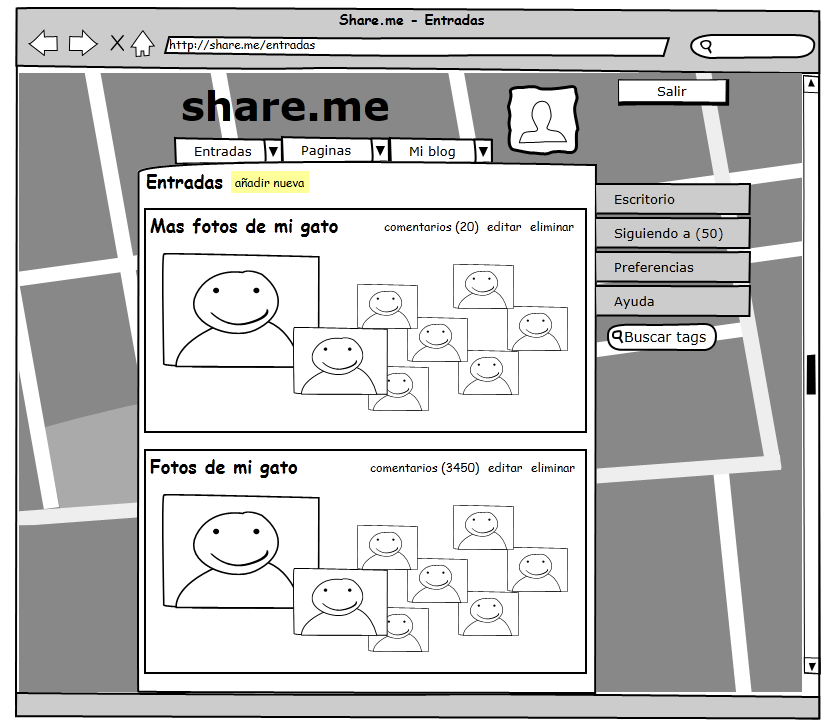 Share.me - Entradas
http://share.me/entradas
share.me
Salir
Entradas
Paginas
Mi blog
Entradas añadir nueva
Mas fotos de mi gato comentarios (20) editar eliminar
Escritorio
Siguiendo a (50)
Preferencias
Ayuda
Buscar tags
Fotos de mi gato comentarios (3450) editar eliminar